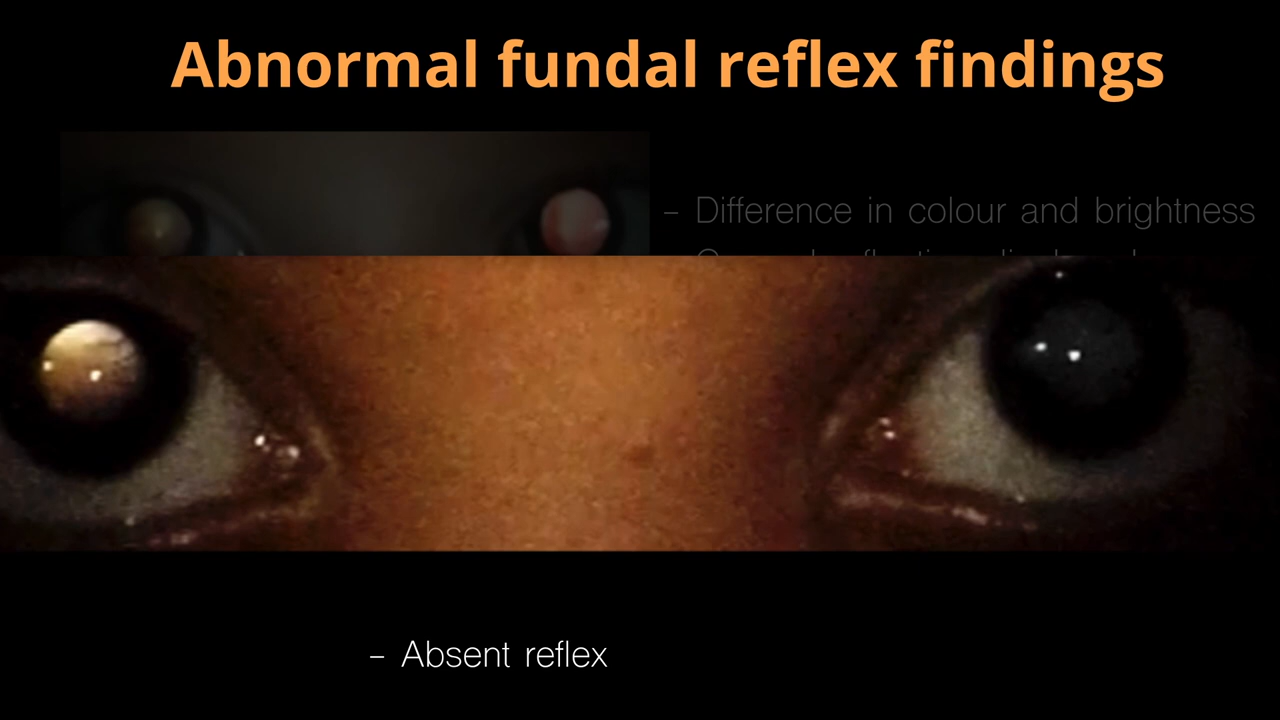 Abnormal fundal reflex findings
– Difference in colour and brightness
– Absent reflex